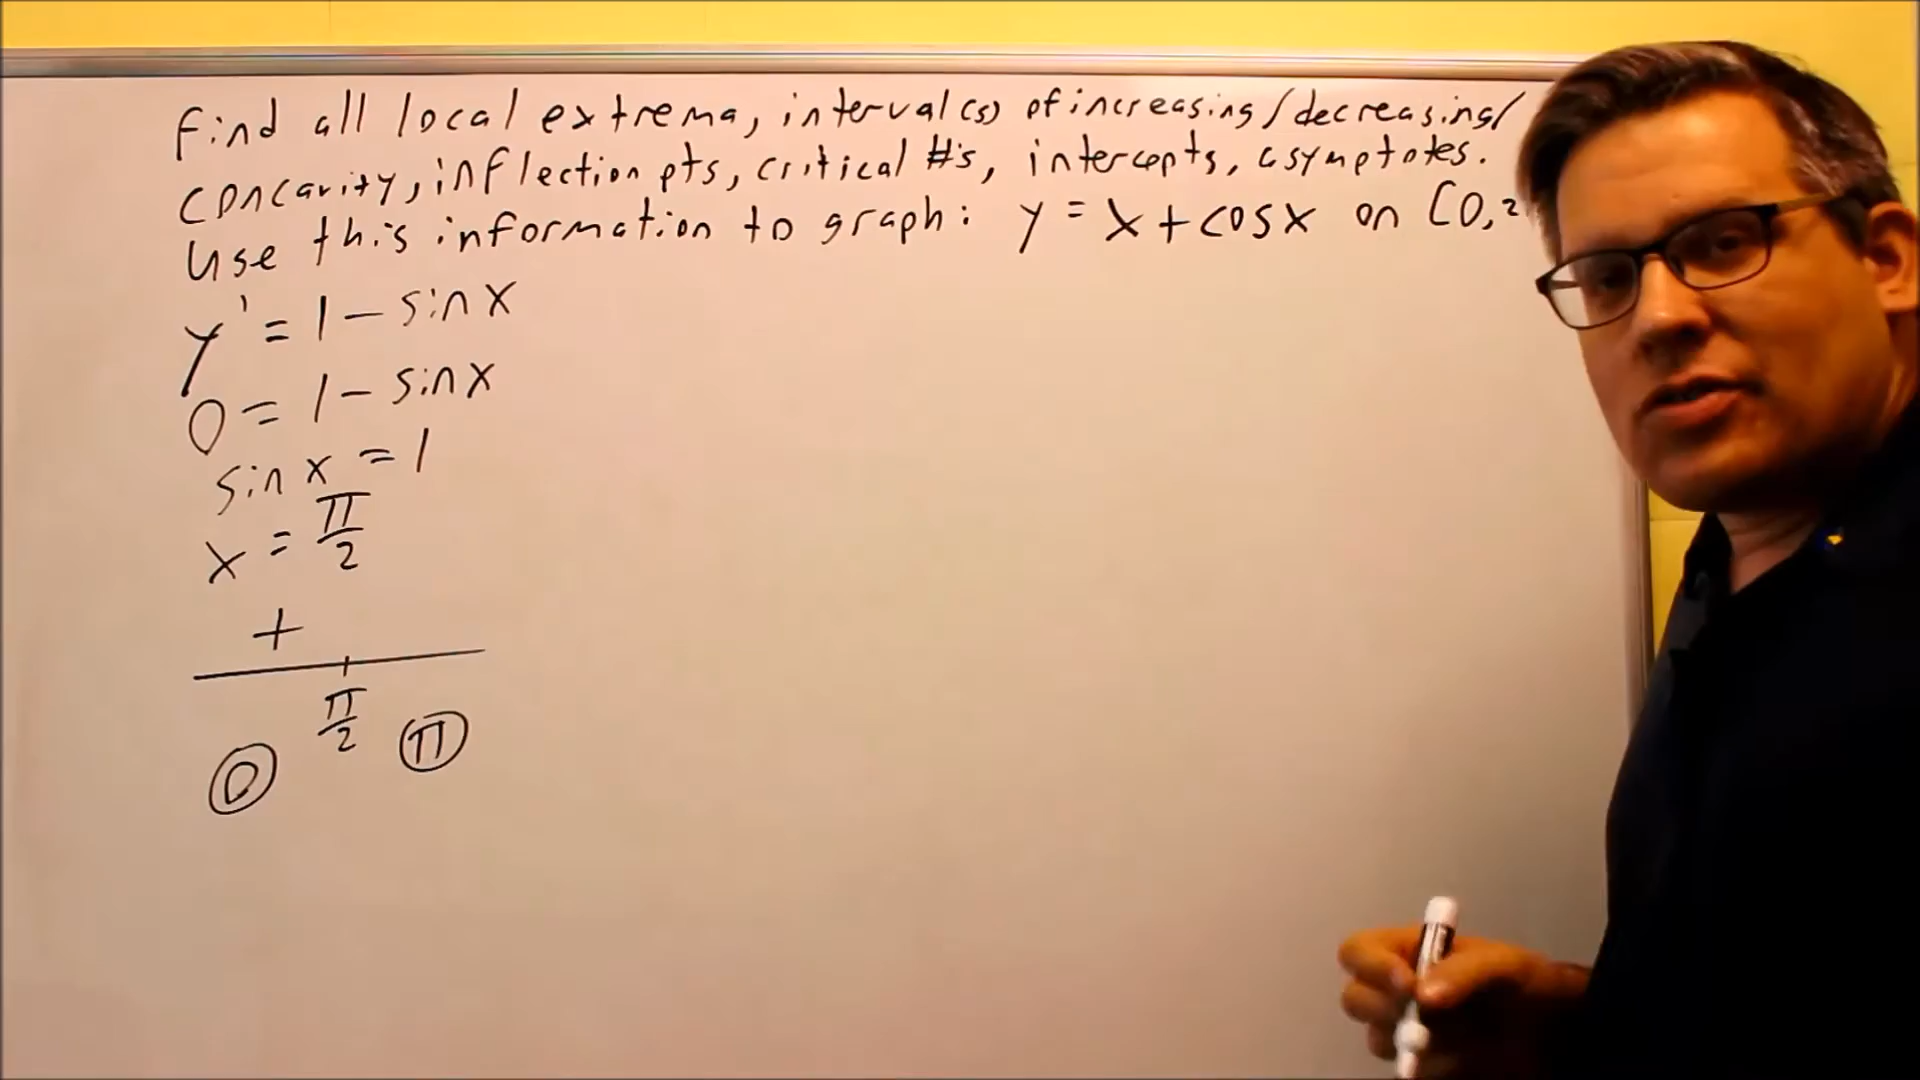 Find all local extrema, interval(s) of increasing/decreasing/
concavity, inflection pts, critical #'s, intercepts, asymptotes.
Use this information to graph: y = x + cos x on [0, 2
y' = 1 - sin x
0 = 1 - sin x
sin x = 1
x = π/2
+
π/2
0 π